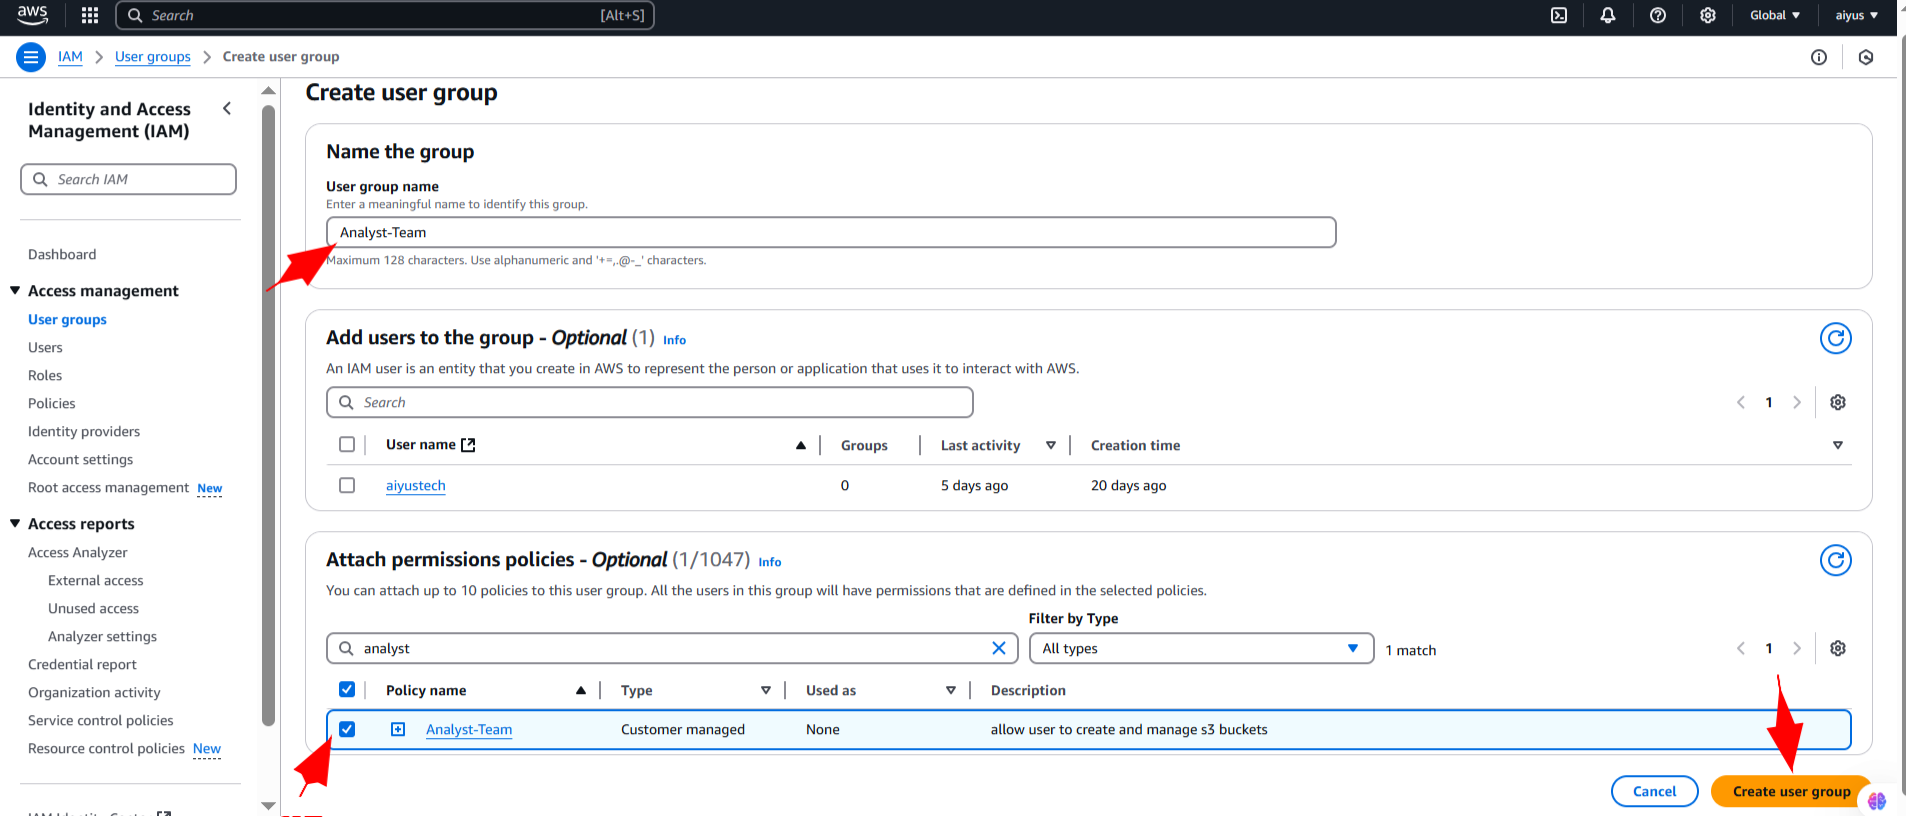 aws
Search [Alt+S]
Global ▼ aiyus ▼
IAM > User groups > Create user group
Identity and Access
Management (IAM)
Search IAM
Dashboard
Access management
User groups
Users
Roles
Policies
Identity providers
Account settings
Root access management New
Access reports
Access Analyzer
External access
Unused access
Analyzer settings
Credential report
Organization activity
Service control policies
Resource control policies New
Create user group
Name the group
User group name
Enter a meaningful name to identify this group.
Analyst-Team
Maximum 128 characters. Use alphanumeric and '+=,.@-_' characters.
Add users to the group - Optional (1) Info
An IAM user is an entity that you create in AWS to represent the person or application that uses it to interact with AWS.
Search
1
User name Groups Last activity Creation time
aiyustech 0 5 days ago 20 days ago
Attach permissions policies - Optional (1/1047) Info
You can attach up to 10 policies to this user group. All the users in this group will have permissions that are defined in the selected policies.
Filter by Type
analyst All types 1 match 1
Policy name Type Used as Description
Analyst-Team Customer managed None allow user to create and manage s3 buckets
Cancel Create user group